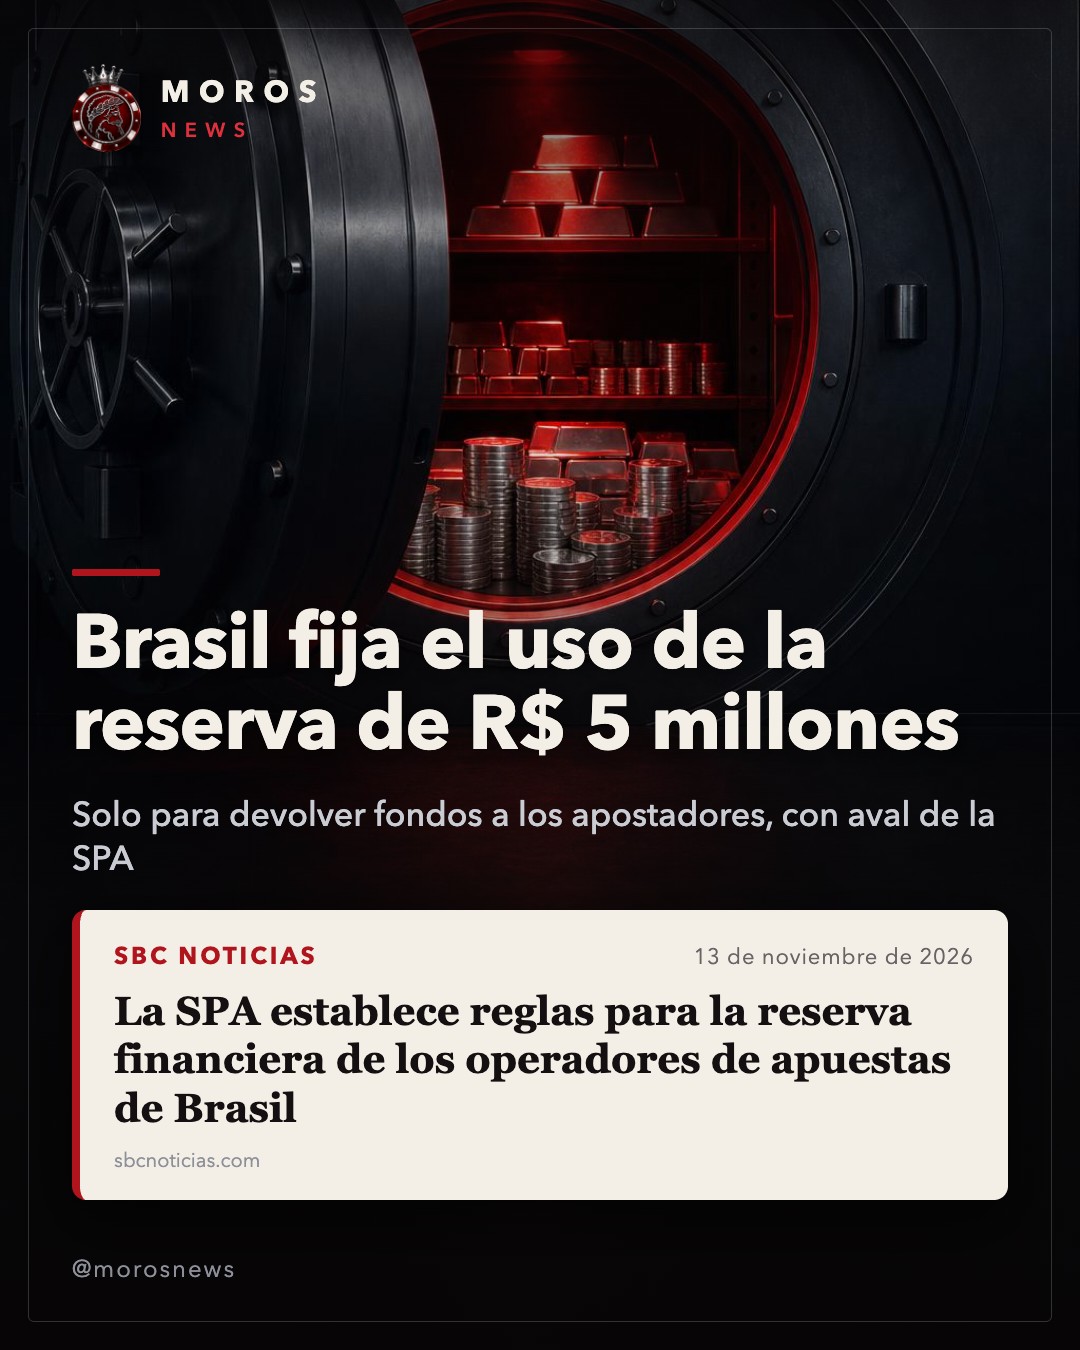 MOROS
NEWS
Brasil fija el uso de la
reserva de R$ 5 millones
Solo para devolver fondos a los apostadores, con aval de la
SPA
SBC NOTICIAS
13 de noviembre de 2026
La SPA establece reglas para la reserva
financiera de los operadores de apuestas
de Brasil
sbcnoticias.com
@morosnews